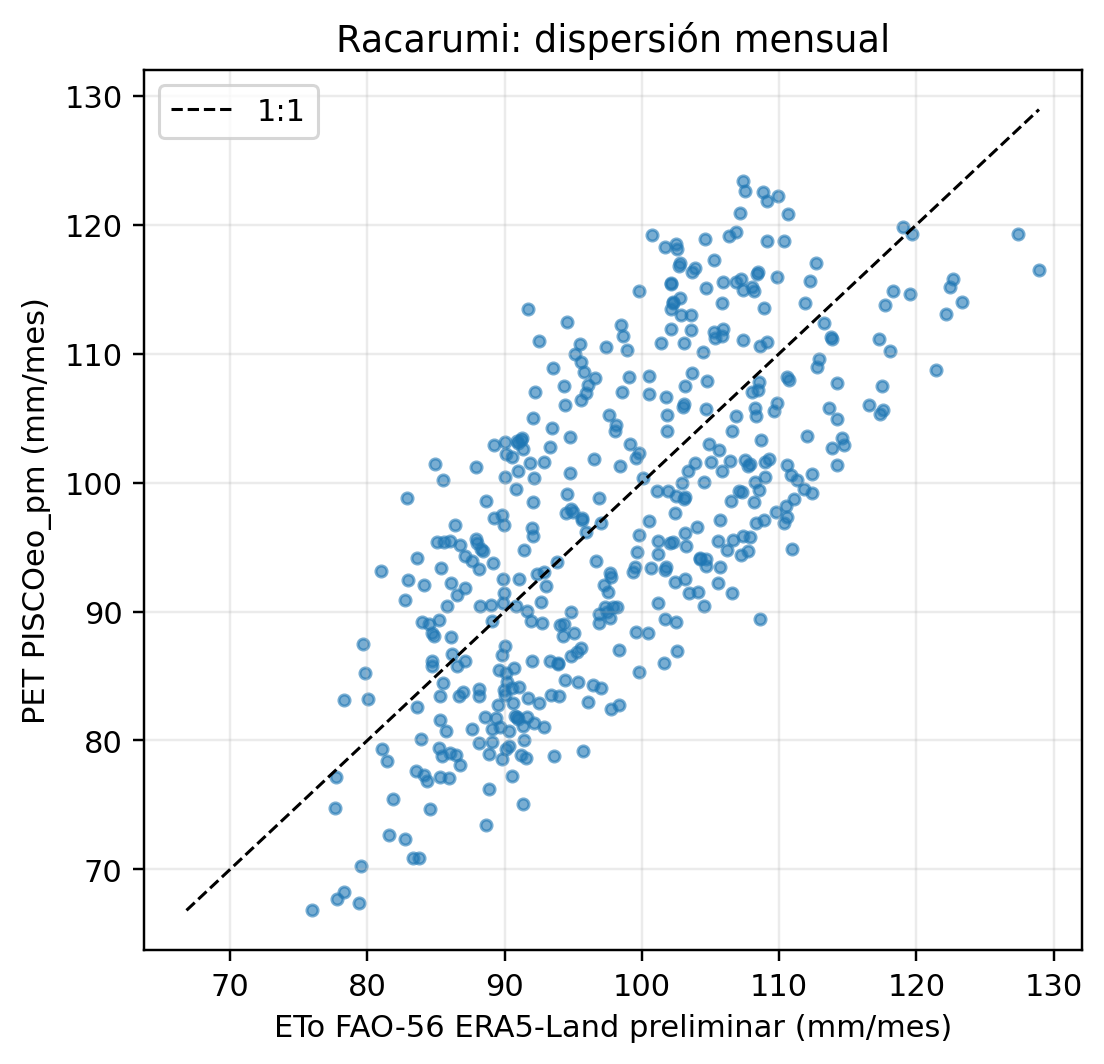 Racarumi: dispersión mensual
1:1
130
120
110
100
90
80
70
PET PISCOeo_pm (mm/mes)
70 80 90 100 110 120 130
ETo FAO-56 ERA5-Land preliminar (mm/mes)